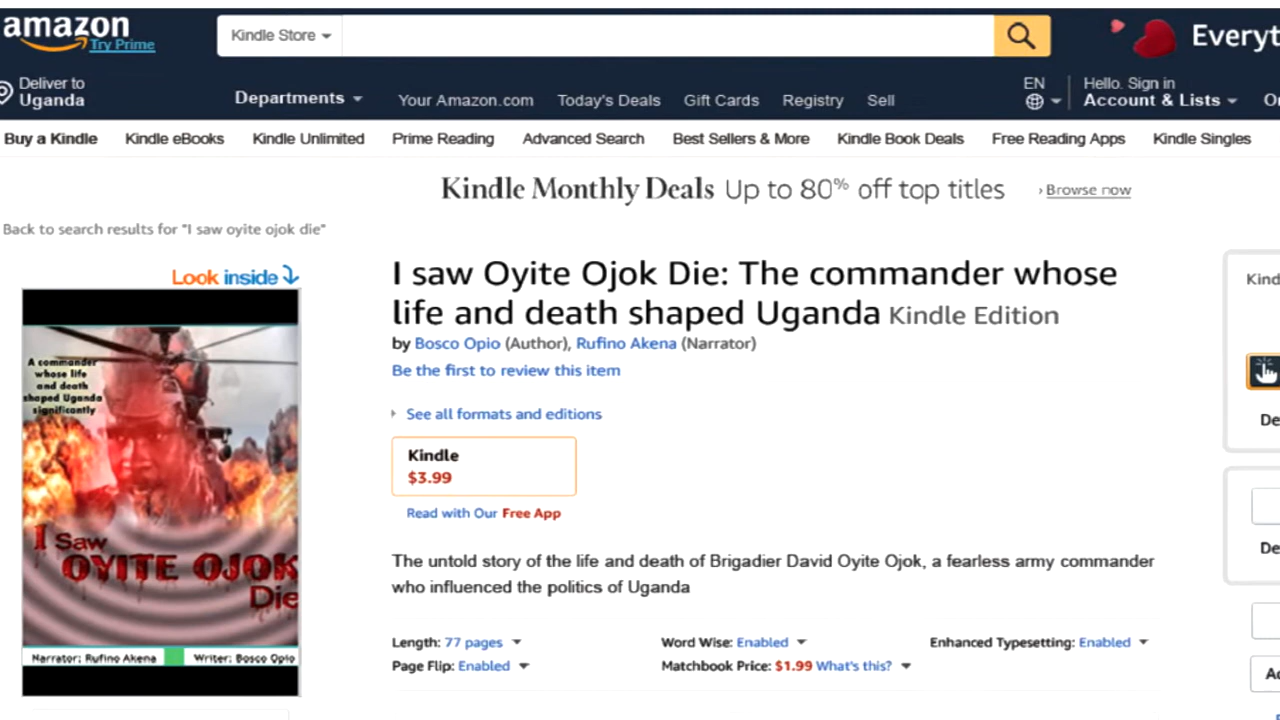 amazon
Try Prime
Kindle Store
Everyt
Deliver to
Uganda
Departments
Your Amazon.com
Today's Deals
Gift Cards
Registry
Sell
EN
Hello. Sign in
Account & Lists
Buy a Kindle
Kindle eBooks
Kindle Unlimited
Prime Reading
Advanced Search
Best Sellers & More
Kindle Book Deals
Free Reading Apps
Kindle Singles
Kindle Monthly Deals Up to 80% off top titles
› Browse now
Back to search results for "I saw oyite ojok die"
Look inside
A commander
whose life
and death
shaped Uganda
significantly
I Saw
OYITE OJOK
Die
Narrator: Rufino Akena
Writer: Bosco Opio
I saw Oyite Ojok Die: The commander whose
life and death shaped Uganda Kindle Edition
by Bosco Opio (Author), Rufino Akena (Narrator)
Be the first to review this item
See all formats and editions
Kindle
$3.99
Read with Our Free App
The untold story of the life and death of Brigadier David Oyite Ojok, a fearless army commander
who influenced the politics of Uganda
Length: 77 pages
Word Wise: Enabled
Enhanced Typesetting: Enabled
Page Flip: Enabled
Matchbook Price: $1.99 What's this?
Kind
De
De